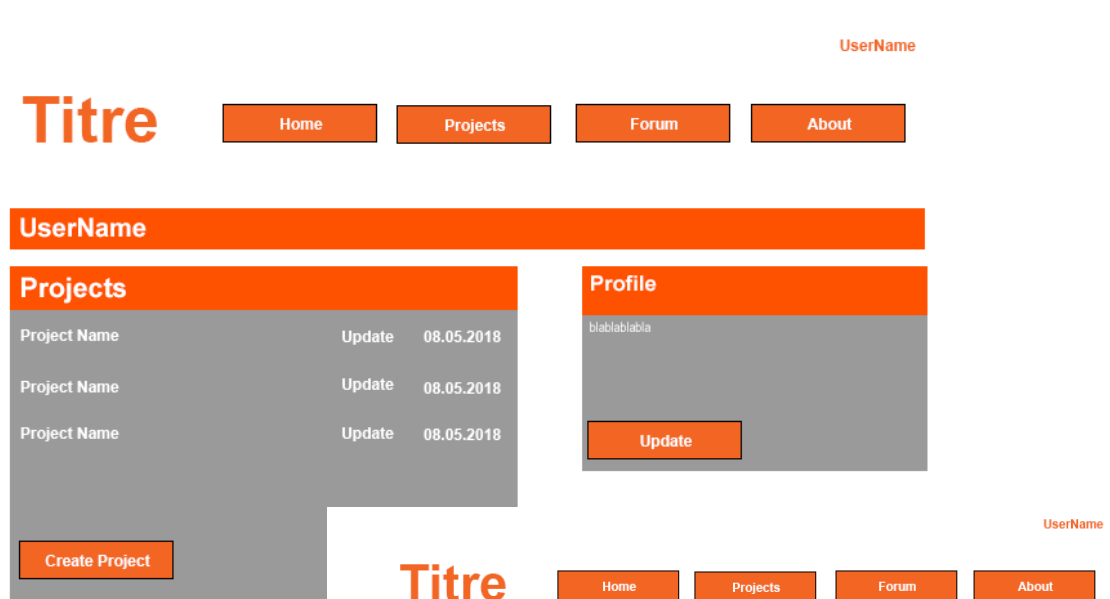 UserName
Titre
Home
Projects
Forum
About
UserName
Projects
Project Name Update 08.05.2018
Project Name Update 08.05.2018
Project Name Update 08.05.2018
Create Project
Profile
blablablabla
Update
UserName
Titre
Home
Projects
Forum
About